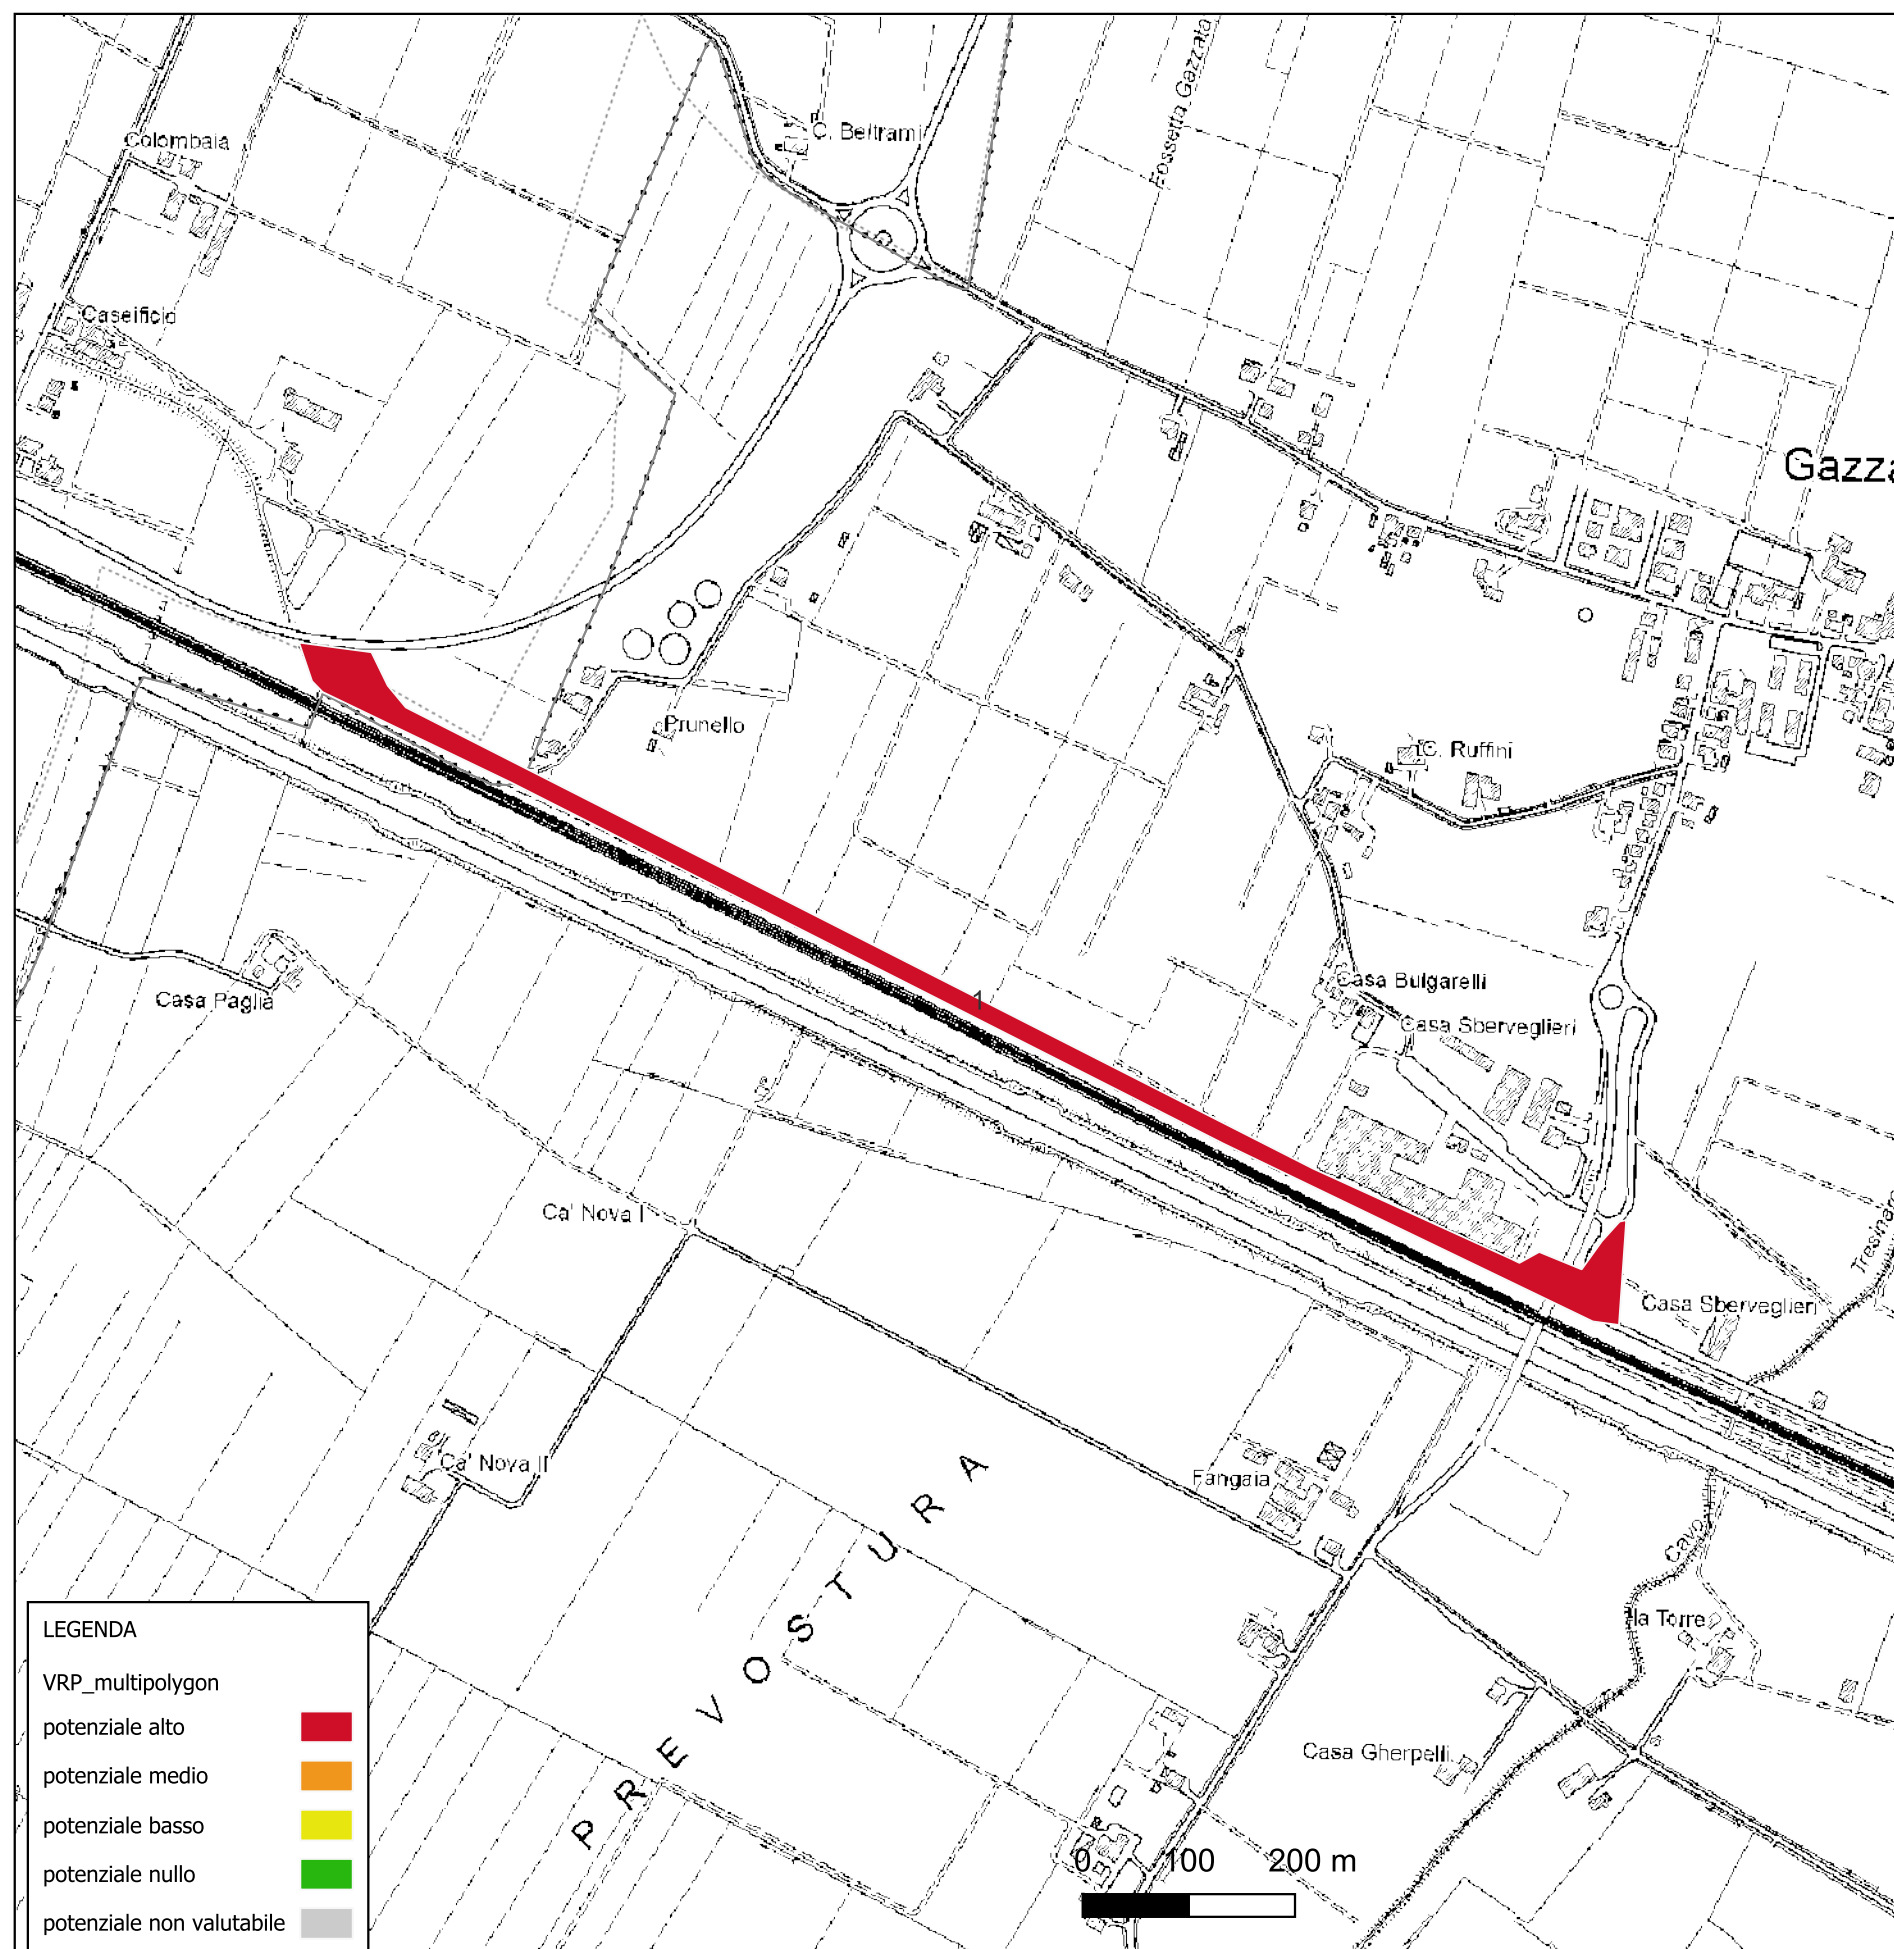 Fossetta Gazzata
C. Beltrami
Colombaia
Caseificio
Gazza
Prunello
C. Ruffini
Casa Bulgarelli
1
Casa Paglia
Casa Sberveglieri
Ca' Nova I
Casa Sberveglieri
Ca' Nova II
Fangaia
PREVOSTURA
Cavo
la Torre
Casa Gherpelli
0 100 200 m
LEGENDA
VRP_multipolygon
potenziale alto
potenziale medio
potenziale basso
potenziale nullo
potenziale non valutabile